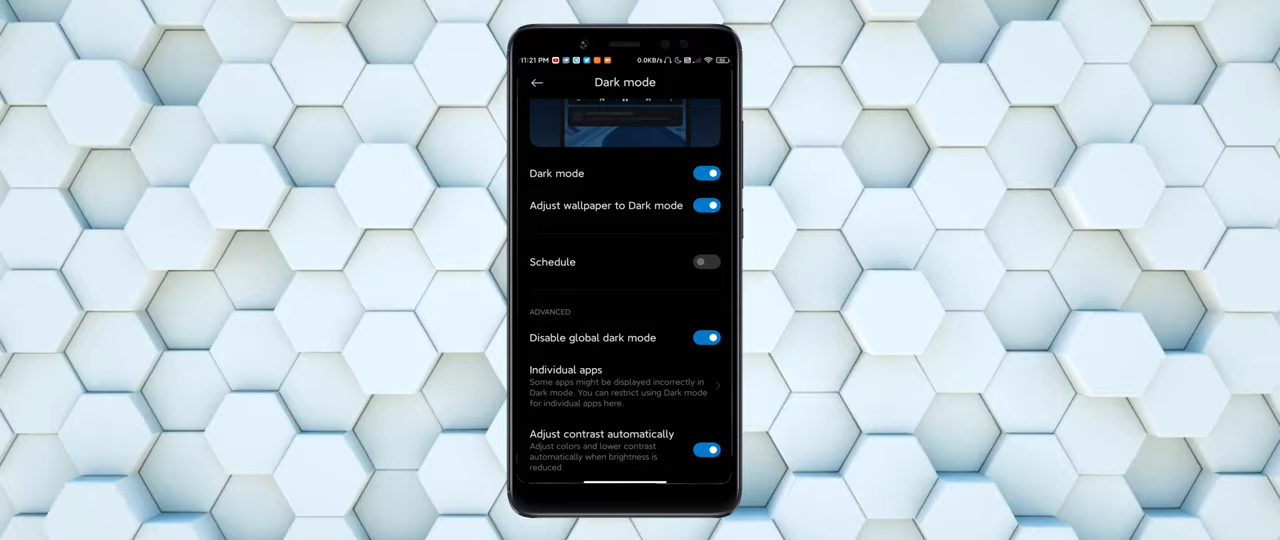 11:21 PM 0.0KB/s
Dark mode
Dark mode
Adjust wallpaper to Dark mode
Schedule
ADVANCED
Disable global dark mode
Individual apps
Some apps might be displayed incorrectly in
Dark mode. You can restrict using Dark mode
for individual apps here.
Adjust contrast automatically
Adjust colors and lower contrast
automatically when brightness is
reduced